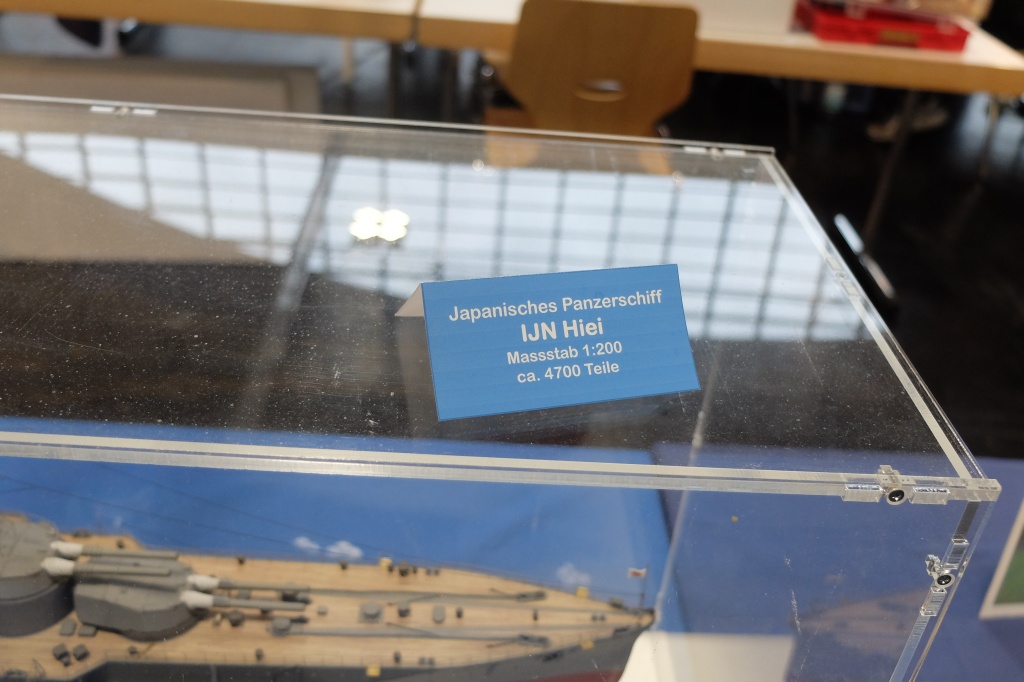 Japanisches Panzerschiff
IJN Hiei
Massstab 1:200
ca. 4700 Teile